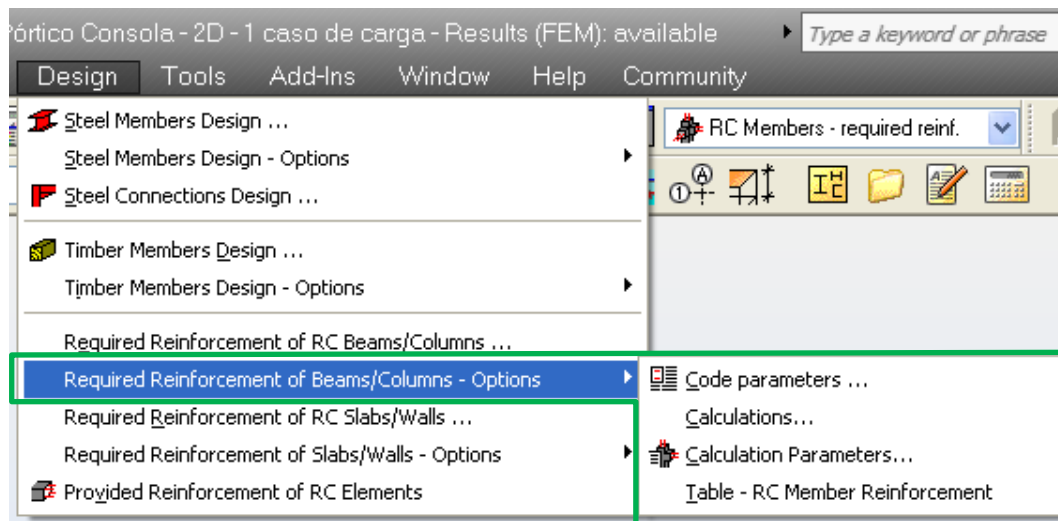 Pórtico Consola - 2D - 1 caso de carga - Results (FEM): available
Type a keyword or phrase
Design Tools Add-Ins Window Help Community
Steel Members Design ...
RC Members - required reinf.
Steel Members Design - Options
Steel Connections Design ...
Timber Members Design ...
Timber Members Design - Options
Required Reinforcement of RC Beams/Columns ...
Required Reinforcement of Beams/Columns - Options
Code parameters ...
Required Reinforcement of RC Slabs/Walls ...
Calculations...
Required Reinforcement of Slabs/Walls - Options
Calculation Parameters...
Provided Reinforcement of RC Elements
Table - RC Member Reinforcement